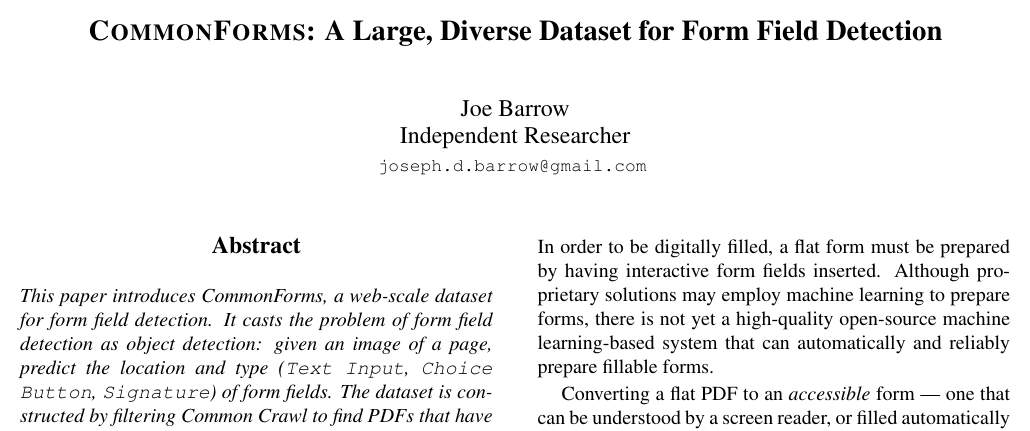 COMMONFORMS: A Large, Diverse Dataset for Form Field Detection
Joe Barrow
Independent Researcher
joseph.d.barrow@gmail.com
Abstract
This paper introduces CommonForms, a web-scale dataset
for form field detection. It casts the problem of form field
detection as object detection: given an image of a page,
predict the location and type (Text Input, Choice
Button, Signature) of form fields. The dataset is con-
structed by filtering Common Crawl to find PDFs that have
In order to be digitally filled, a flat form must be prepared
by having interactive form fields inserted. Although pro-
prietary solutions may employ machine learning to prepare
forms, there is not yet a high-quality open-source machine
learning-based system that can automatically and reliably
prepare fillable forms.
Converting a flat PDF to an accessible form — one that
can be understood by a screen reader, or filled automatically